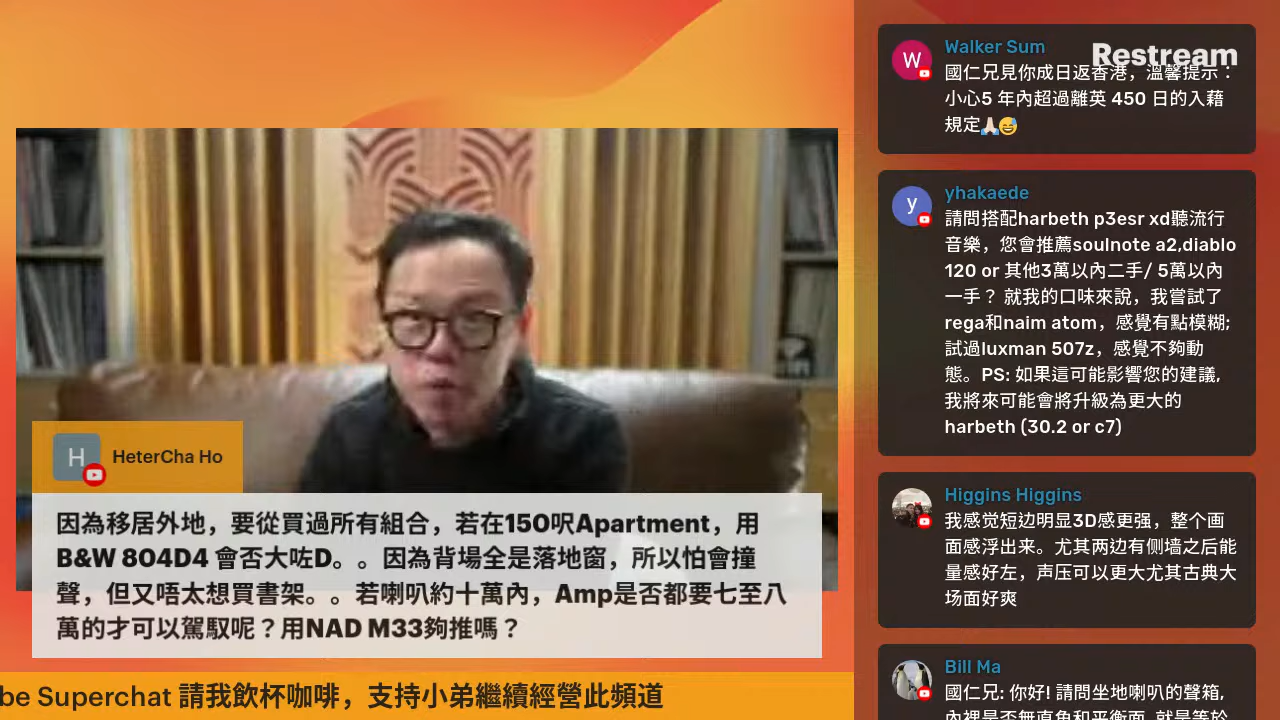 Restream
Walker Sum
國仁兄見你成日返香港，溫馨提示：
小心5 年內超過離英 450 日的入藉
規定🙏🏻😅
yhakaede
請問搭配harbeth p3esr xd聽流行
音樂，您會推薦soulnote a2,diablo
120 or 其他3萬以內二手/ 5萬以內
一手？ 就我的口味來說，我嘗試了
rega和naim atom，感覺有點模糊;
試過luxman 507z，感覺不夠動
態。PS: 如果這可能影響您的建議,
我將來可能會將升級為更大的
harbeth (30.2 or c7)
Higgins Higgins
我感觉短边明显3D感更强，整个画
面感浮出来。尤其两边有侧墙之后能
量感好左，声压可以更大尤其古典大
场面好爽
Bill Ma
國仁兄: 你好! 請問坐地喇叭的聲箱,
內裡是否無直角和平衡面, 就是等於
H HeterCha Ho
因為移居外地，要從買過所有組合，若在150呎Apartment，用
B&W 804D4 會否大咗D。。因為背場全是落地窗，所以怕會撞
聲，但又唔太想買書架。。若喇叭約十萬內，Amp是否都要七至八
萬的才可以駕馭呢？用NAD M33夠推嗎？
be Superchat 請我飲杯咖啡，支持小弟繼續經營此頻道